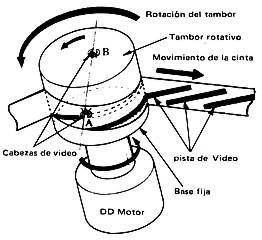 Rotación del tambor
Tambor rotativo
B
Movimiento de la cinta
A
Cabezas de video
pista de Video
Base fija
DD Motor